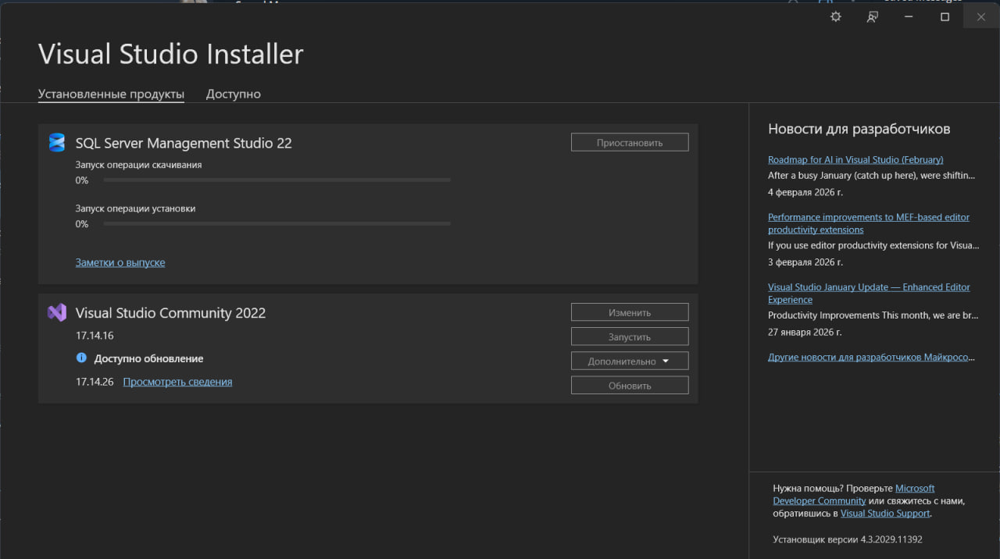 Visual Studio Installer
Установленные продукты
Доступно
SQL Server Management Studio 22
Приостановить
Запуск операции скачивания
0%
Запуск операции установки
0%
Заметки о выпуске
Visual Studio Community 2022
Изменить
17.14.16
Запустить
Доступно обновление
Дополнительно
17.14.26 Просмотреть сведения
Обновить
Новости для разработчиков
Roadmap for AI in Visual Studio (February)
After a busy January (catch up here), were shiftin...
4 февраля 2026 г.
Performance improvements to MEF-based editor
productivity extensions
If you use editor productivity extensions for Visua...
3 февраля 2026 г.
Visual Studio January Update — Enhanced Editor
Experience
Productivity Improvements This month, we are br...
27 января 2026 г.
Другие новости для разработчиков Майкросо...
Нужна помощь? Проверьте Microsoft
Developer Community или свяжитесь с нами,
обратившись в Visual Studio Support.
Установщик версии 4.3.2029.11392